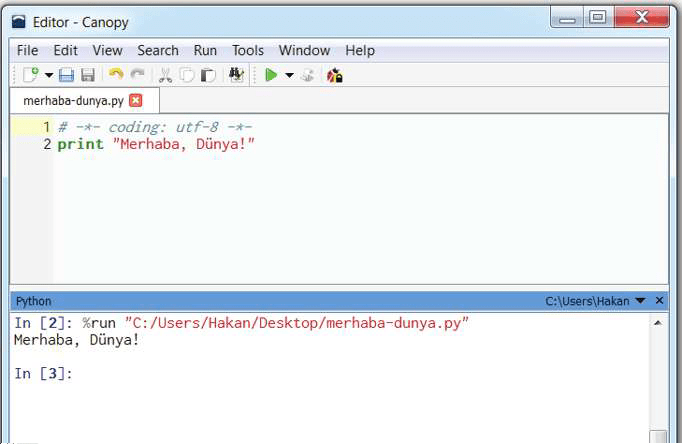 Editor - Canopy
File Edit View Search Run Tools Window Help
merhaba-dunya.py
1 # -*- coding: utf-8 -*-
2 print "Merhaba, Dünya!"
Python C:\Users\Hakan
In [2]: %run "C:/Users/Hakan/Desktop/merhaba-dunya.py"
Merhaba, Dünya!
In [3]: